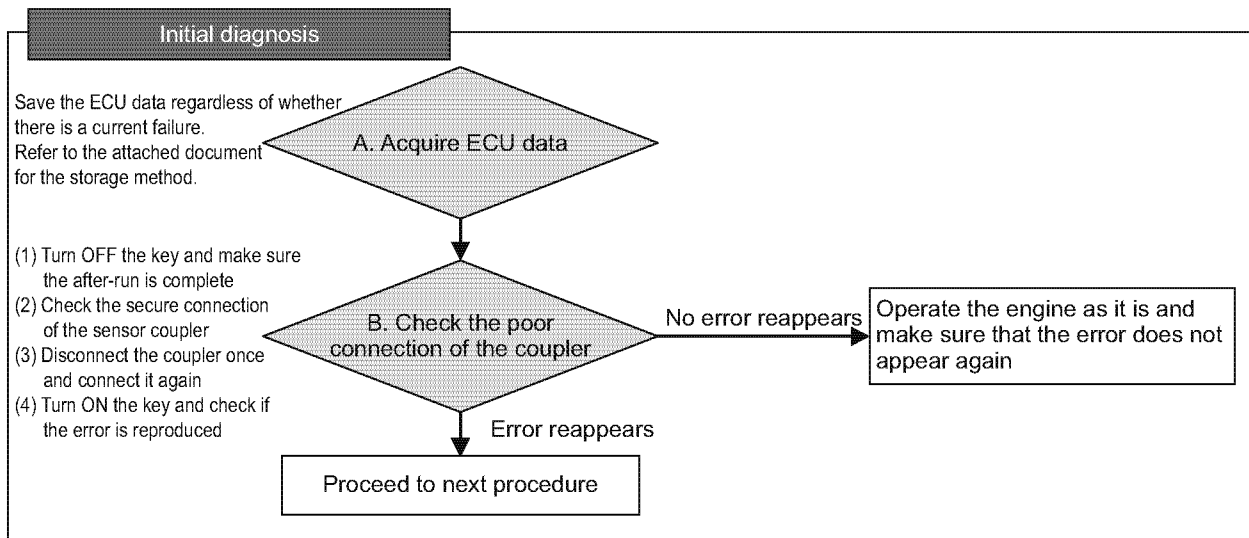 Initial diagnosis
Save the ECU data regardless of whether
there is a current failure.
Refer to the attached document
for the storage method.
A. Acquire ECU data
(1) Turn OFF the key and make sure
the after-run is complete
(2) Check the secure connection
of the sensor coupler
(3) Disconnect the coupler once
and connect it again
(4) Turn ON the key and check if
the error is reproduced
B. Check the poor
connection of the coupler
No error reappears
Operate the engine as it is and
make sure that the error does not
appear again
Error reappears
Proceed to next procedure